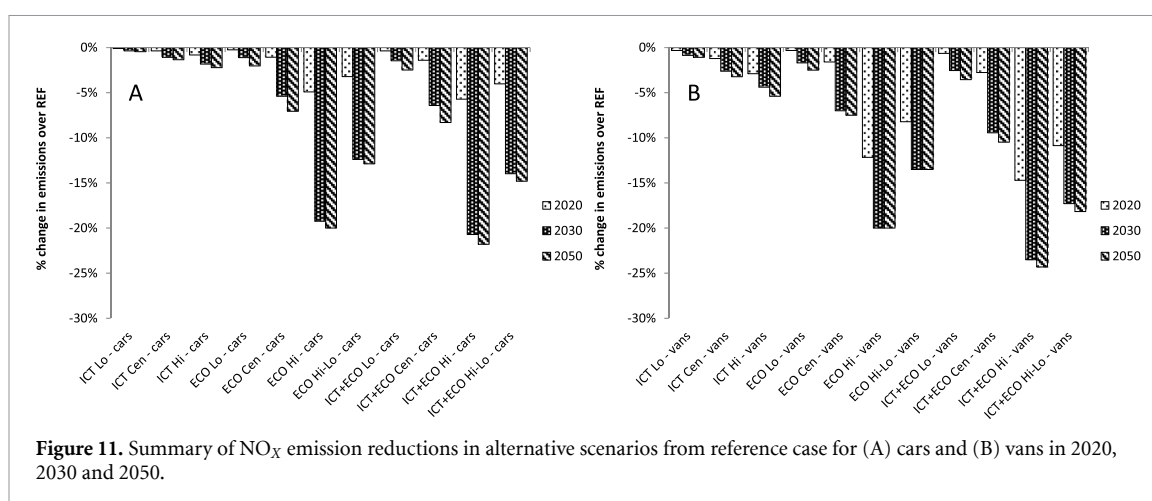 0%
-5%
-10%
-15%
-20%
-25%
-30%
% change in emissions over REF
A
2020
2030
2050
ICT Lo - cars
ICT Cen - cars
ICT Hi - cars
ECO Lo - cars
ECO Cen - cars
ECO Hi - cars
ECO Hi-Lo - cars
ICT+ECO Lo - cars
ICT+ECO Cen - cars
ICT+ECO Hi - cars
ICT+ECO Hi-Lo - cars
0%
-5%
-10%
-15%
-20%
-25%
-30%
% change in emissions over REF
B
2020
2030
2050
ICT Lo - vans
ICT Cen - vans
ICT Hi - vans
ECO Lo - vans
ECO Cen - vans
ECO Hi - vans
ECO Hi-Lo - vans
ICT+ECO Lo - vans
ICT+ECO Cen - vans
ICT+ECO Hi - vans
ICT+ECO Hi-Lo - vans
Figure 11. Summary of NOX emission reductions in alternative scenarios from reference case for (A) cars and (B) vans in 2020,
2030 and 2050.